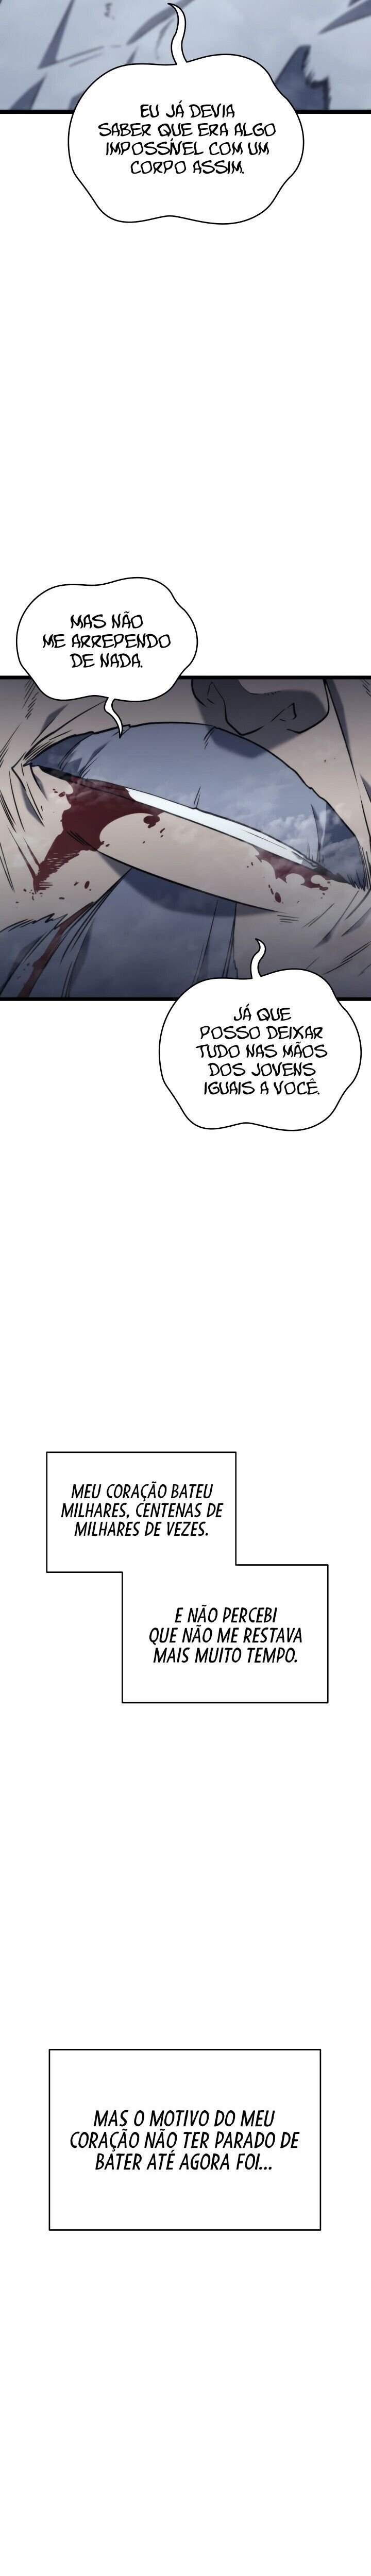 EU JÁ DEVIA
SABER QUE ERA ALGO
IMPOSSÍVEL COM UM
CORPO ASSIM.
MAS NÃO
ME ARREPENDO
DE NADA.
JÁ QUE
POSSO DEIXAR
TUDO NAS MÃOS
DOS JOVENS
IGUAIS A VOCÊ.
MEU CORAÇÃO BATEU
MILHARES, CENTENAS DE
MILHARES DE VEZES.
E NÃO PERCEBI
QUE NÃO ME RESTAVA
MAIS MUITO TEMPO.
MAS O MOTIVO DO MEU
CORAÇÃO NÃO TER PARADO DE
BATER ATÉ AGORA FOI...